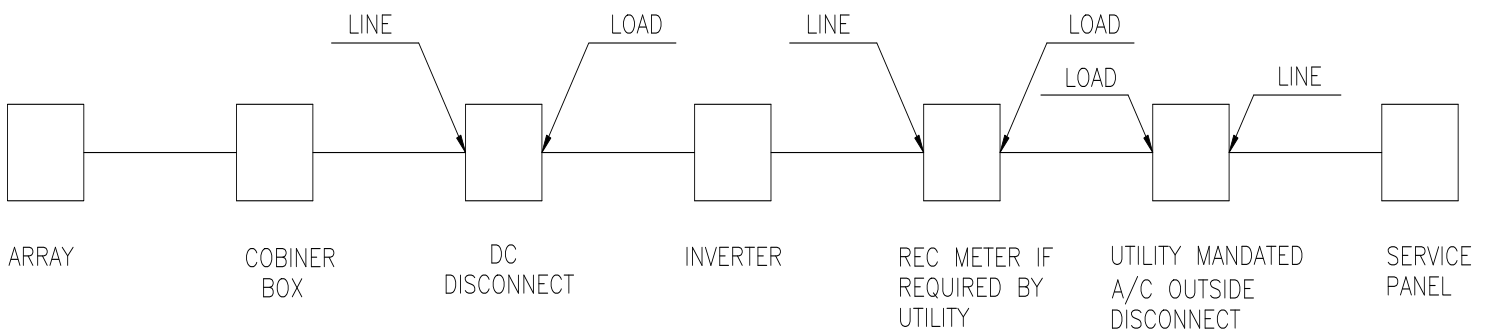 LINE
LOAD
LINE
LOAD
LOAD
LINE
ARRAY
COBINER
BOX
DC
DISCONNECT
INVERTER
REC METER IF
REQUIRED BY
UTILITY
UTILITY MANDATED
A/C OUTSIDE
DISCONNECT
SERVICE
PANEL